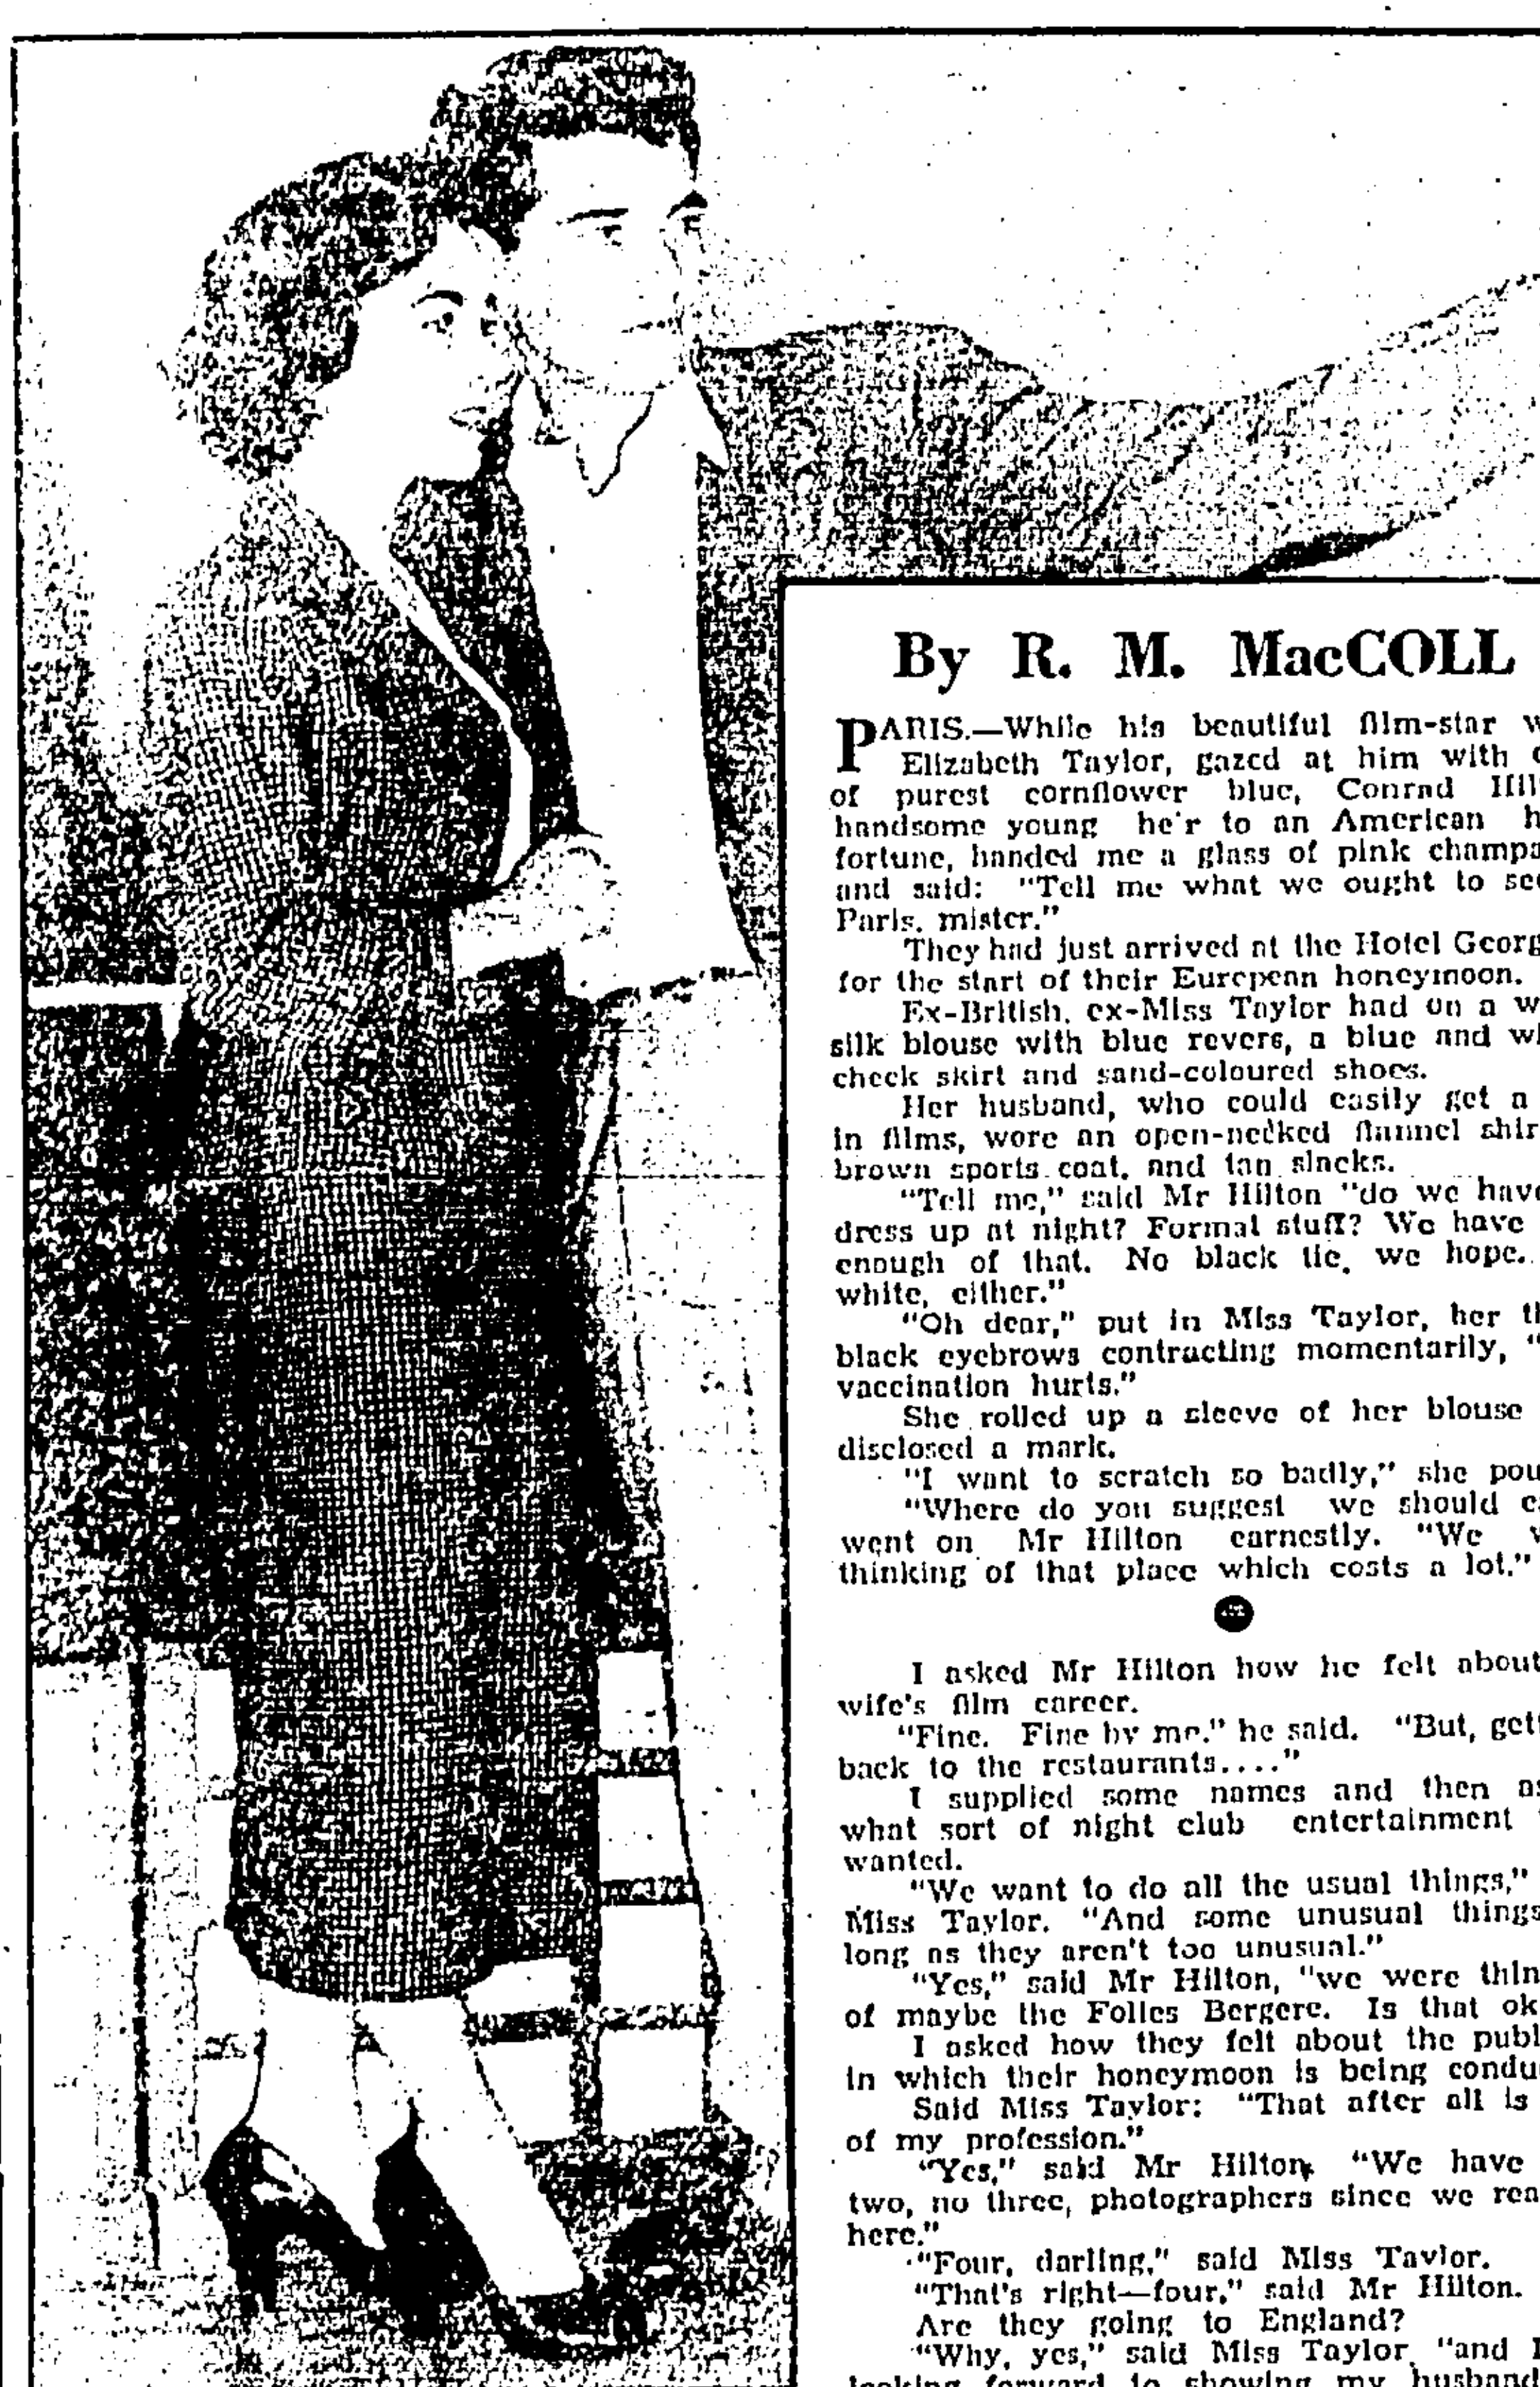 By R. M. MacCOLL
PARIS.—While his beautiful film-star
Elizabeth Taylor, gazed at him with
of purest cornflower blue, Conrad
handsome young he'r to an American
fortune, handed me a glass of pink
and said: "Tell me what we ought to
Paris. mister."
They had just arrived at the Hotel
for the start of their European honeymoon.
Ex-British, ex-Miss Taylor had on a
silk blouse with blue revers, a blue and
check skirt and sand-coloured shoes.
Her husband, who could easily get a
in films, wore an open-necked flannel
brown sports coat, and tan slacks.
"Tell me," said Mr Hilton "do we have
dress up at night? Formal stuff? We have
enough of that. No black tie, we hope.
white, either."
"Oh dear," put in Miss Taylor, her
black eyebrows contracting momentarily,
vaccination hurts."
She rolled up a sleeve of her blouse
disclosed a mark.
"I want to scratch so badly," she
"Where do you suggest we should
went on Mr Hilton earnestly. "We
thinking of that place which costs a lot."
I asked Mr Hilton how he felt about
wife's film career.
"Fine. Fine by me." he said. "But,
back to the restaurants...."
I supplied some names and then
what sort of night club entertainment
wanted.
"We want to do all the usual things,"
Miss Taylor. "And some unusual things
long as they aren't too unusual."
"Yes," said Mr Hilton, "we were
of maybe the Folies Bergere. Is that ok
I asked how they felt about the
in which their honeymoon is being
Said Miss Taylor: "That after all is
of my profession."
"Yes," said Mr Hilton, "We have
two, no three, photographers since we
here."
"Four, darling," said Miss Taylor.
"That's right—four," said Mr Hilton.
Are they going to England?
"Why, yes," said Miss Taylor, "and
looking forward to showing my husband